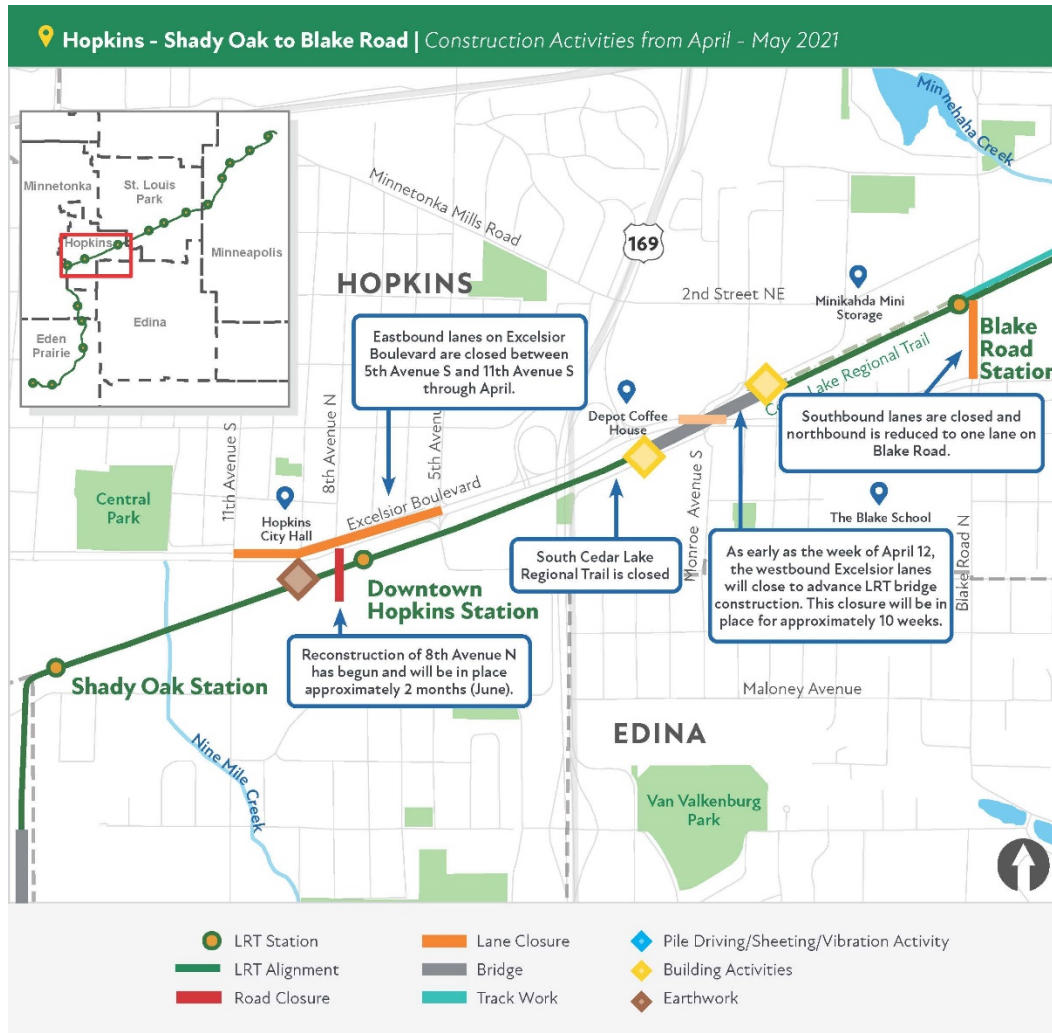 Hopkins - Shady Oak to Blake Road | Construction Activities from April - May 2021
Minnetonka
St. Louis
Park
Hopkins
Minneapolis
Eden
Prairie
Edina
Minnehaha Creek
Minnetonka Mills Road
169
HOPKINS
2nd Street NE
Minikahda Mini
Storage
Blake
Road
Station
Eastbound lanes on Excelsior
Boulevard are closed between
5th Avenue S and 11th Avenue S
through April.
Depot Coffee
House
Lake Regional Trail
Southbound lanes are closed and
northbound is reduced to one lane on
Blake Road.
11th Avenue S
8th Avenue N
5th Avenu
Excelsior Boulevard
Central
Park
Hopkins
City Hall
Monroe Avenue S
The Blake School
Blake Road N
South Cedar Lake
Regional Trail is closed
As early as the week of April 12,
the westbound Excelsior lanes
will close to advance LRT bridge
construction. This closure will be in
place for approximately 10 weeks.
Downtown
Hopkins Station
Reconstruction of 8th Avenue N
has begun and will be in place
approximately 2 months (June).
Shady Oak Station
Maloney Avenue
EDINA
Nine Mile Creek
Van Valkenburg
Park
LRT Station
LRT Alignment
Road Closure
Lane Closure
Bridge
Track Work
Pile Driving/Sheeting/Vibration Activity
Building Activities
Earthwork